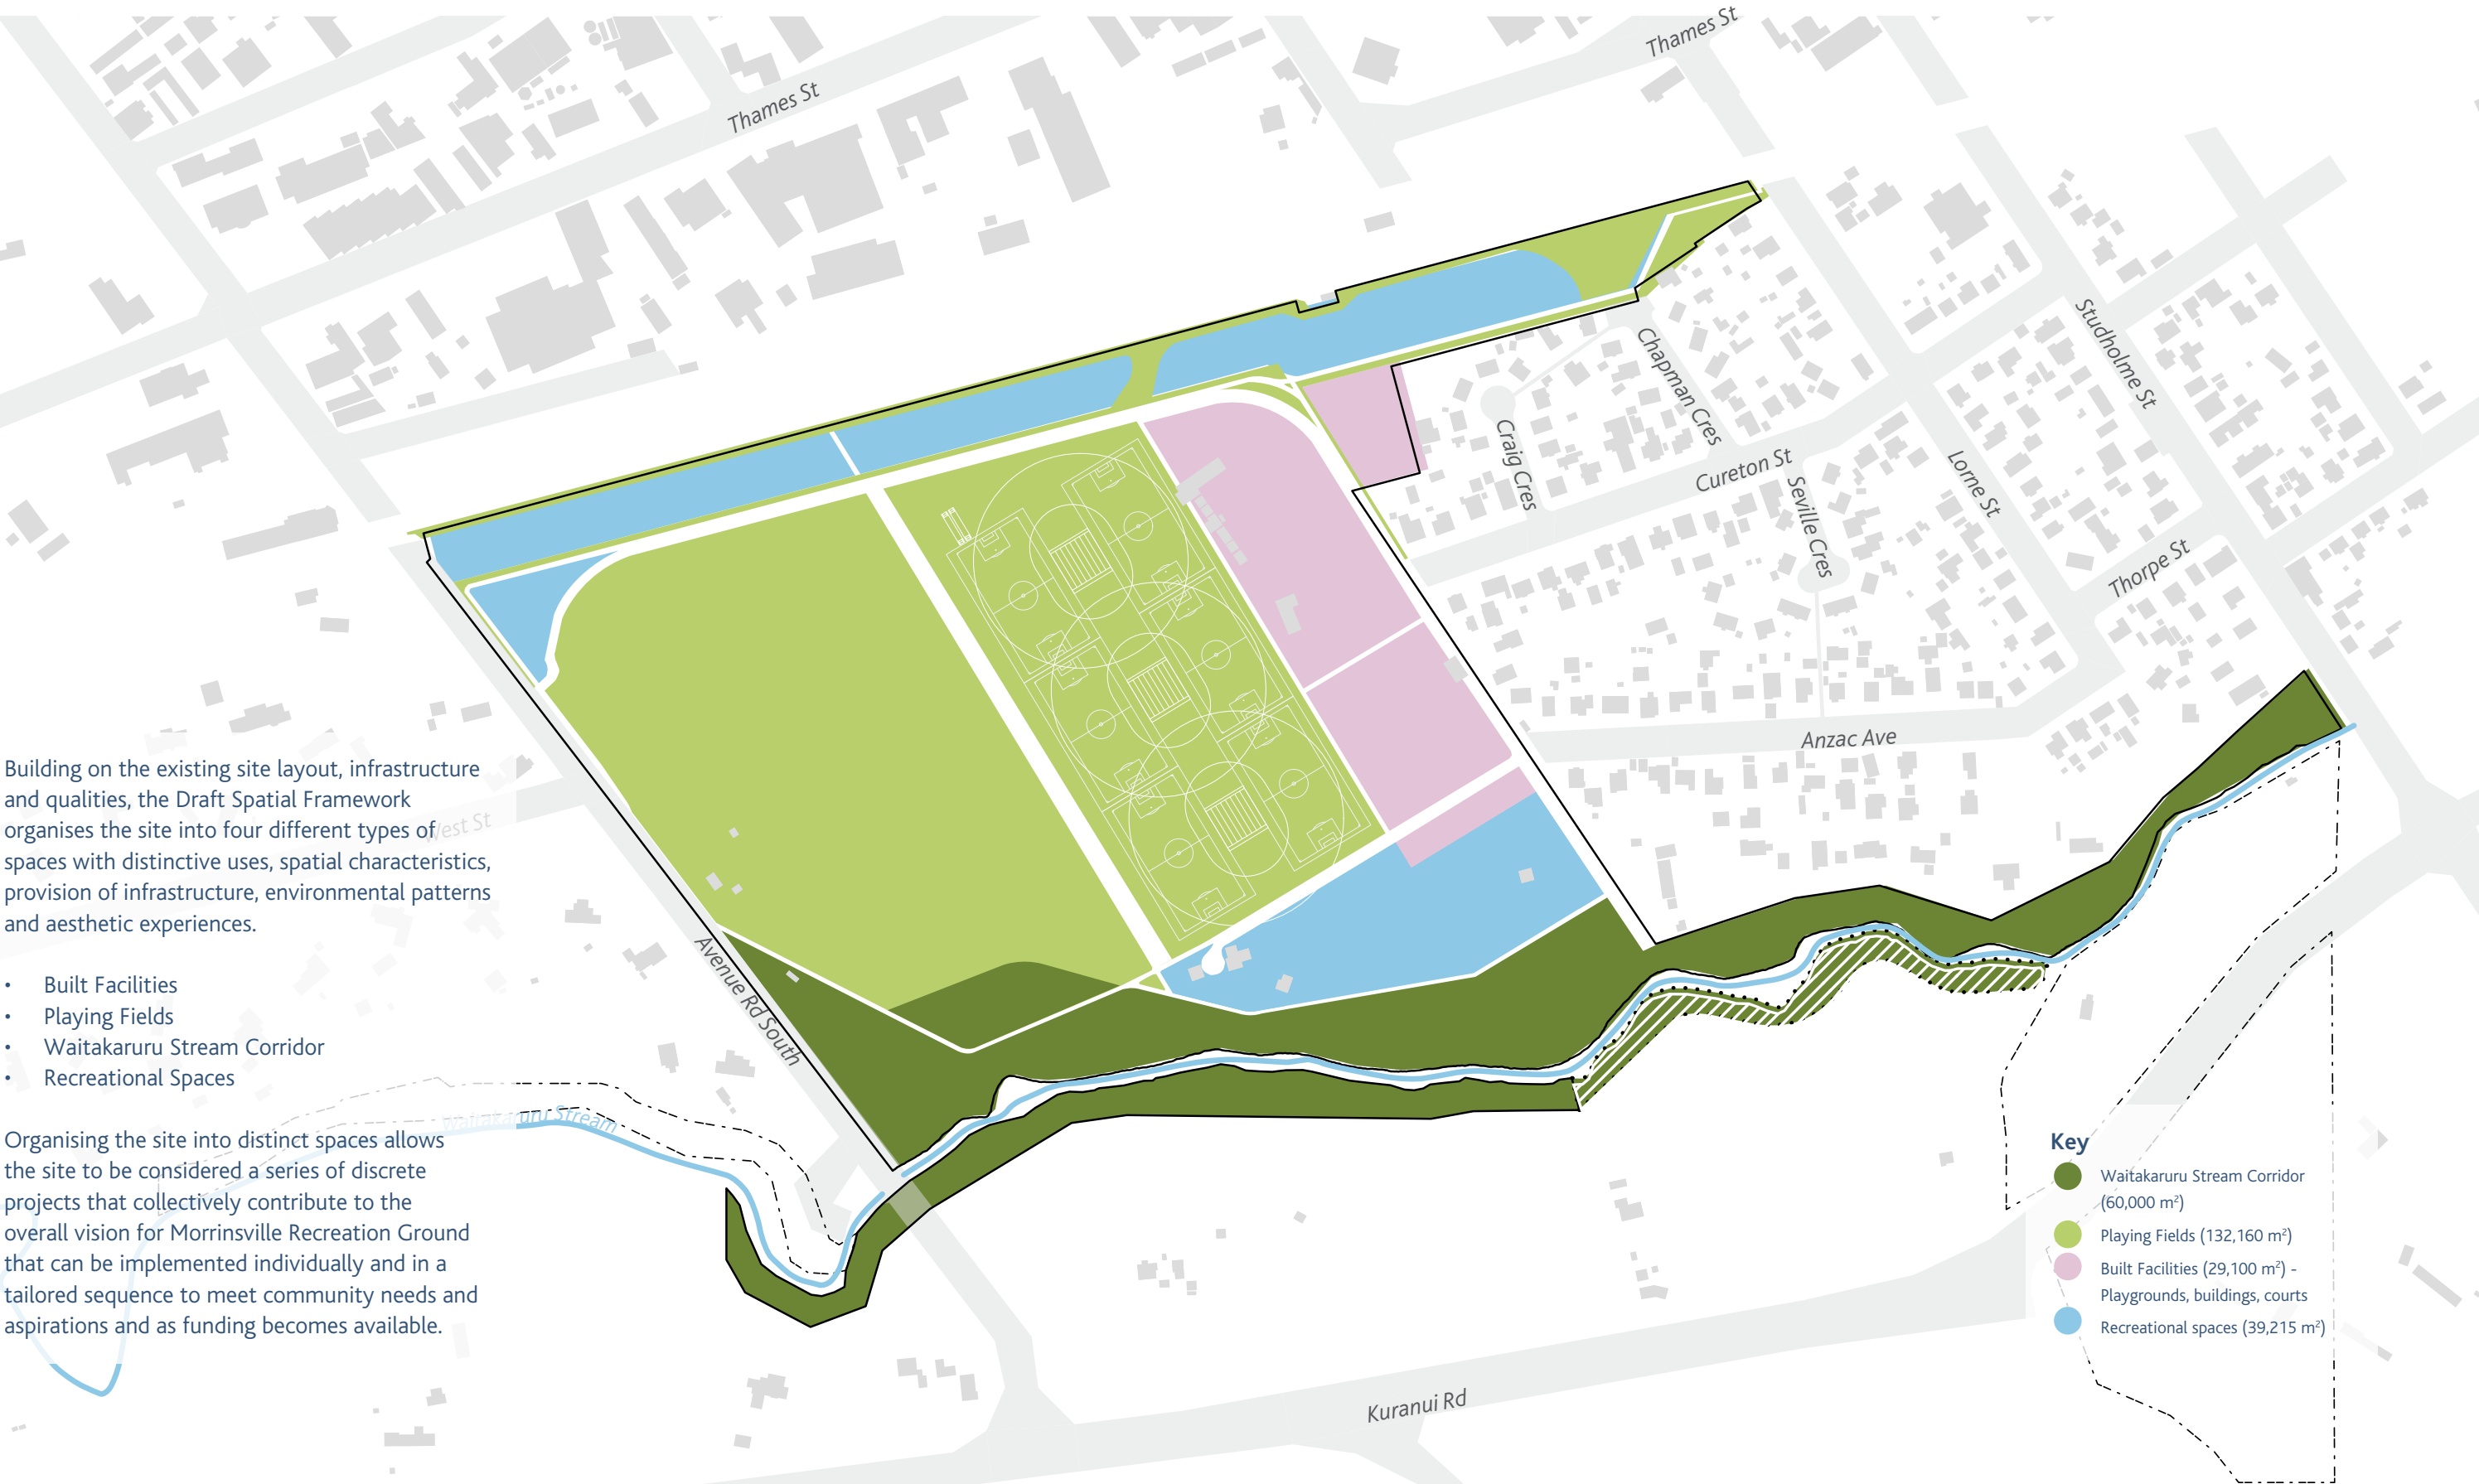 Thames St
Thames St
Studholme St
Chapman Cres
Craig Cres
Cureton St
Seville Cres
Lorne St
Thorpe St
Anzac Ave
West St
Avenue Rd South
Waitakaruru Stream
Kuranui Rd
Building on the existing site layout, infrastructure
and qualities, the Draft Spatial Framework
organises the site into four different types of
spaces with distinctive uses, spatial characteristics,
provision of infrastructure, environmental patterns
and aesthetic experiences.
• Built Facilities
• Playing Fields
• Waitakaruru Stream Corridor
• Recreational Spaces
Organising the site into distinct spaces allows
the site to be considered a series of discrete
projects that collectively contribute to the
overall vision for Morrinsville Recreation Ground
that can be implemented individually and in a
tailored sequence to meet community needs and
aspirations and as funding becomes available.
Key
Waitakaruru Stream Corridor
(60,000 m²)
Playing Fields (132,160 m²)
Built Facilities (29,100 m²) -
Playgrounds, buildings, courts
Recreational spaces (39,215 m²)